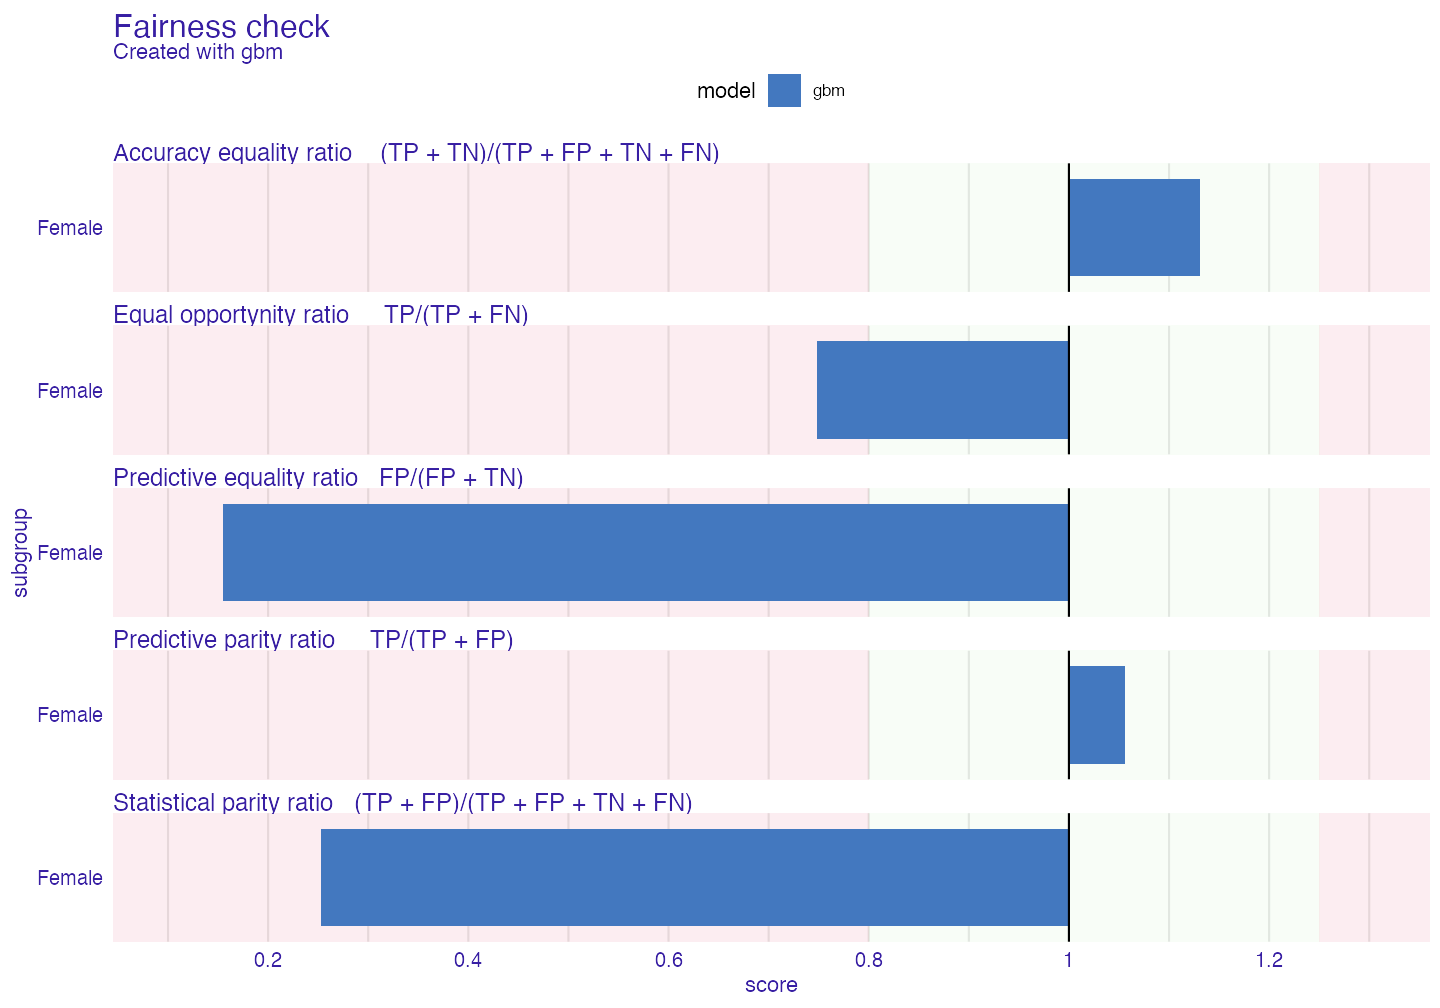 Fairness check
Created with gbm
model gbm
Accuracy equality ratio (TP + TN)/(TP + FP + TN + FN)
Female
Equal opportynity ratio TP/(TP + FN)
Female
Predictive equality ratio FP/(FP + TN)
Female
subgroup
Predictive parity ratio TP/(TP + FP)
Female
Statistical parity ratio (TP + FP)/(TP + FP + TN + FN)
Female
0.2 0.4 0.6 0.8 1 1.2
score